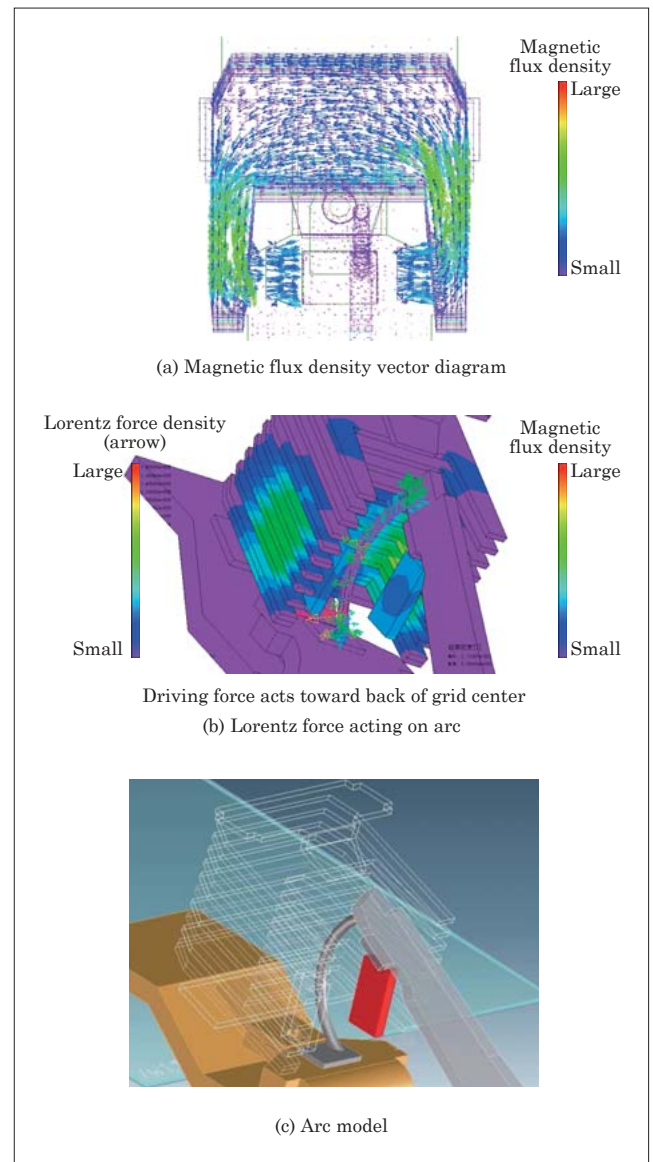 Magnetic
flux density
Large
Small
(a) Magnetic flux density vector diagram
Lorentz force density
(arrow)
Large
Small
Magnetic
flux density
Large
Small
Driving force acts toward back of grid center
(b) Lorentz force acting on arc
(c) Arc model